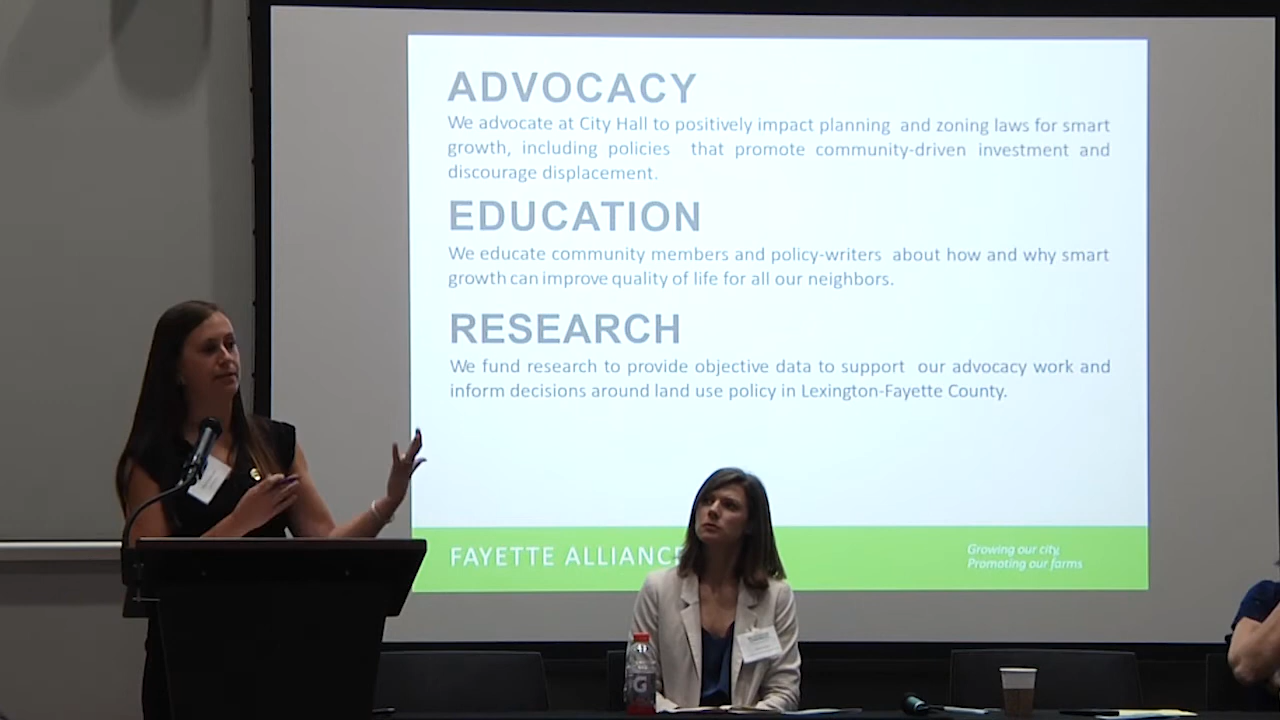 ADVOCACY
We advocate at City Hall to positively impact planning and zoning laws for smart
growth, including policies that promote community-driven investment and
discourage displacement.
EDUCATION
We educate community members and policy-writers about how and why smart
growth can improve quality of life for all our neighbors.
RESEARCH
We fund research to provide objective data to support our advocacy work and
inform decisions around land use policy in Lexington-Fayette County.
FAYETTE ALLIANCE
Growing our city,
Promoting our farms
G